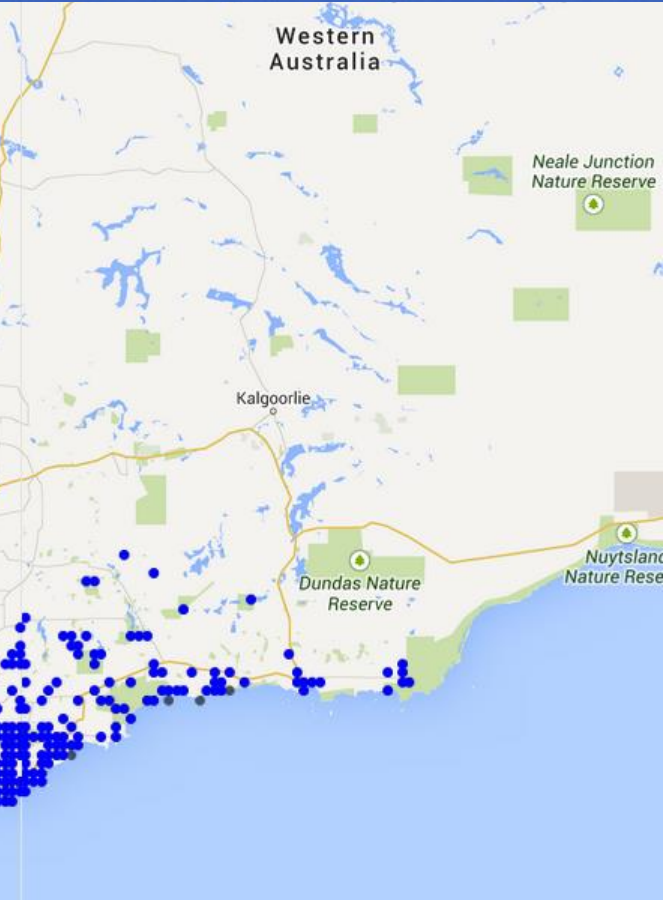 Western
Australia
Neale Junction
Nature Reserve
Kalgoorlie
Dundas Nature
Reserve
Nuytsland
Nature Rese